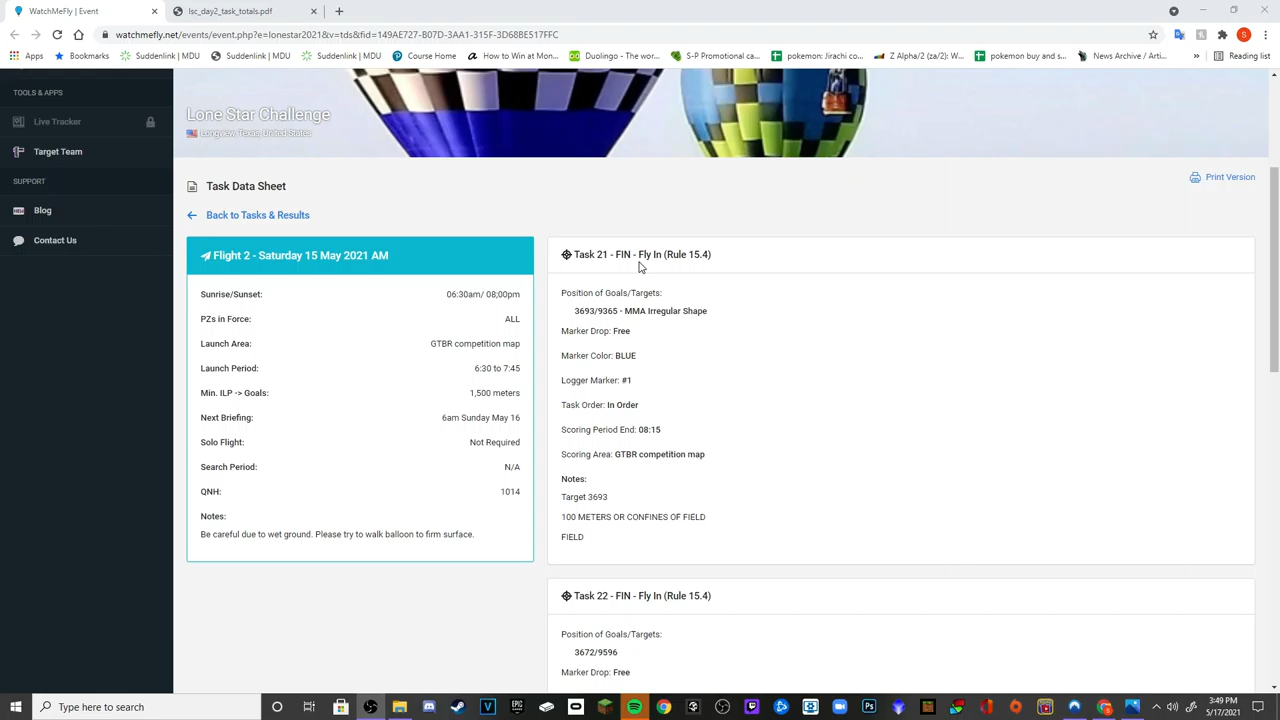 WatchMeFly | Event
lsc_day2_task_totals.pdf
watchmefly.net/events/event.php?e=lonestar2021&v=tds&fid=149AE727-B07D-3AA1-315F-3D68BE517FFC
Apps
Bookmarks
Suddenlink | MDU
Suddenlink | MDU
Suddenlink | MDU
Course Home
How to Win at Mon...
Duolingo - The wor...
S-P Promotional ca...
pokemon: Jirachi co...
Z Alpha/2 (za/2): W...
pokemon buy and s...
News Archive / Arti...
»
Reading list
TOOLS & APPS
Live Tracker
Target Team
SUPPORT
Blog
Contact Us
Lone Star Challenge
Longview, Texas, United States
Task Data Sheet
Print Version
Back to Tasks & Results
Flight 2 - Saturday 15 May 2021 AM
Sunrise/Sunset: 06:30am/ 08;00pm
PZs in Force: ALL
Launch Area: GTBR competition map
Launch Period: 6:30 to 7:45
Min. ILP -> Goals: 1,500 meters
Next Briefing: 6am Sunday May 16
Solo Flight: Not Required
Search Period: N/A
QNH: 1014
Notes:
Be careful due to wet ground. Please try to walk balloon to firm surface.
Task 21 - FIN - Fly In (Rule 15.4)
Position of Goals/Targets:
3693/9365 - MMA Irregular Shape
Marker Drop: Free
Marker Color: BLUE
Logger Marker: #1
Task Order: In Order
Scoring Period End: 08:15
Scoring Area: GTBR competition map
Notes:
Target 3693
100 METERS OR CONFINES OF FIELD
FIELD
Task 22 - FIN - Fly In (Rule 15.4)
Position of Goals/Targets:
3672/9596
Marker Drop: Free
Type here to search
3:49 PM
5/17/2021